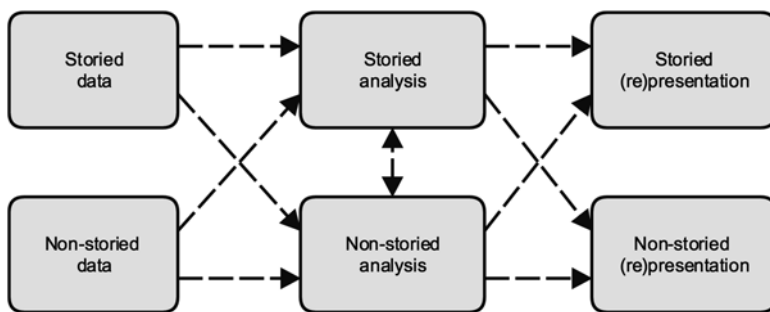 Storied
data
Storied
analysis
Storied
(re)presentation
Non-storied
data
Non-storied
analysis
Non-storied
(re)presentation